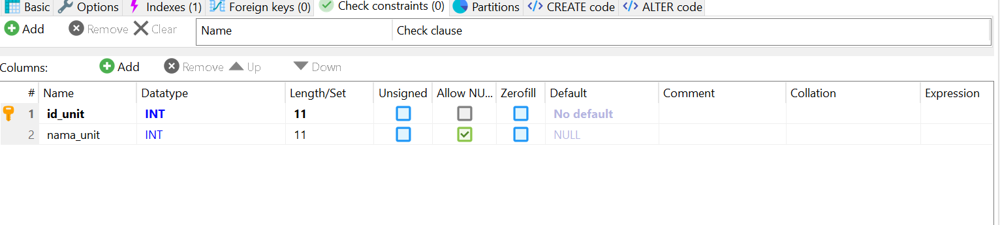 Basic Options Indexes (1) Foreign keys (0) Check constraints (0) Partitions CREATE code ALTER code
Add Remove Clear Name Check clause
Columns: Add Remove Up Down
# Name Datatype Length/Set Unsigned Allow NU... Zerofill Default Comment Collation Expression
1 id_unit INT 11 No default
2 nama_unit INT 11 NULL